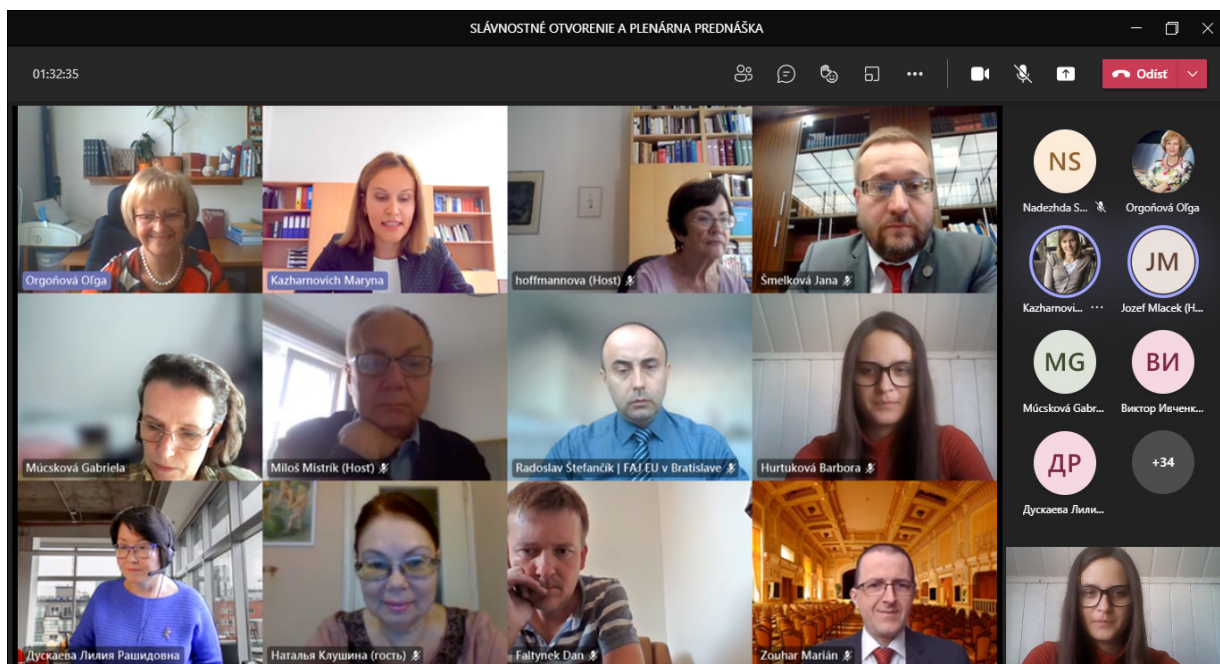 SLÁVNOSTNÉ OTVORENIE A PLENÁRNA PREDNÁŠKA
01:32:35
Odísť
Orgoňová Oľga
Kazharnovich Maryna
hoffmannova (Host)
Šmelková Jana
Múcsková Gabriela
Miloš Mistrík (Host)
Radoslav Štefančík | FAJ EU v Bratislave
Hurtuková Barbora
Дускаева Лилия Рашидовна
Наталья Клушина (гость)
Faltynek Dan
Zouhar Marián
NS
Nadezhda S...
Orgoňová Oľga
Kazharnovi...
JM
Jozef Mlacek (H...
MG
Múcsková Gabr...
ВИ
Виктор Ивченк...
ДР
Дускаева Лили...
+34